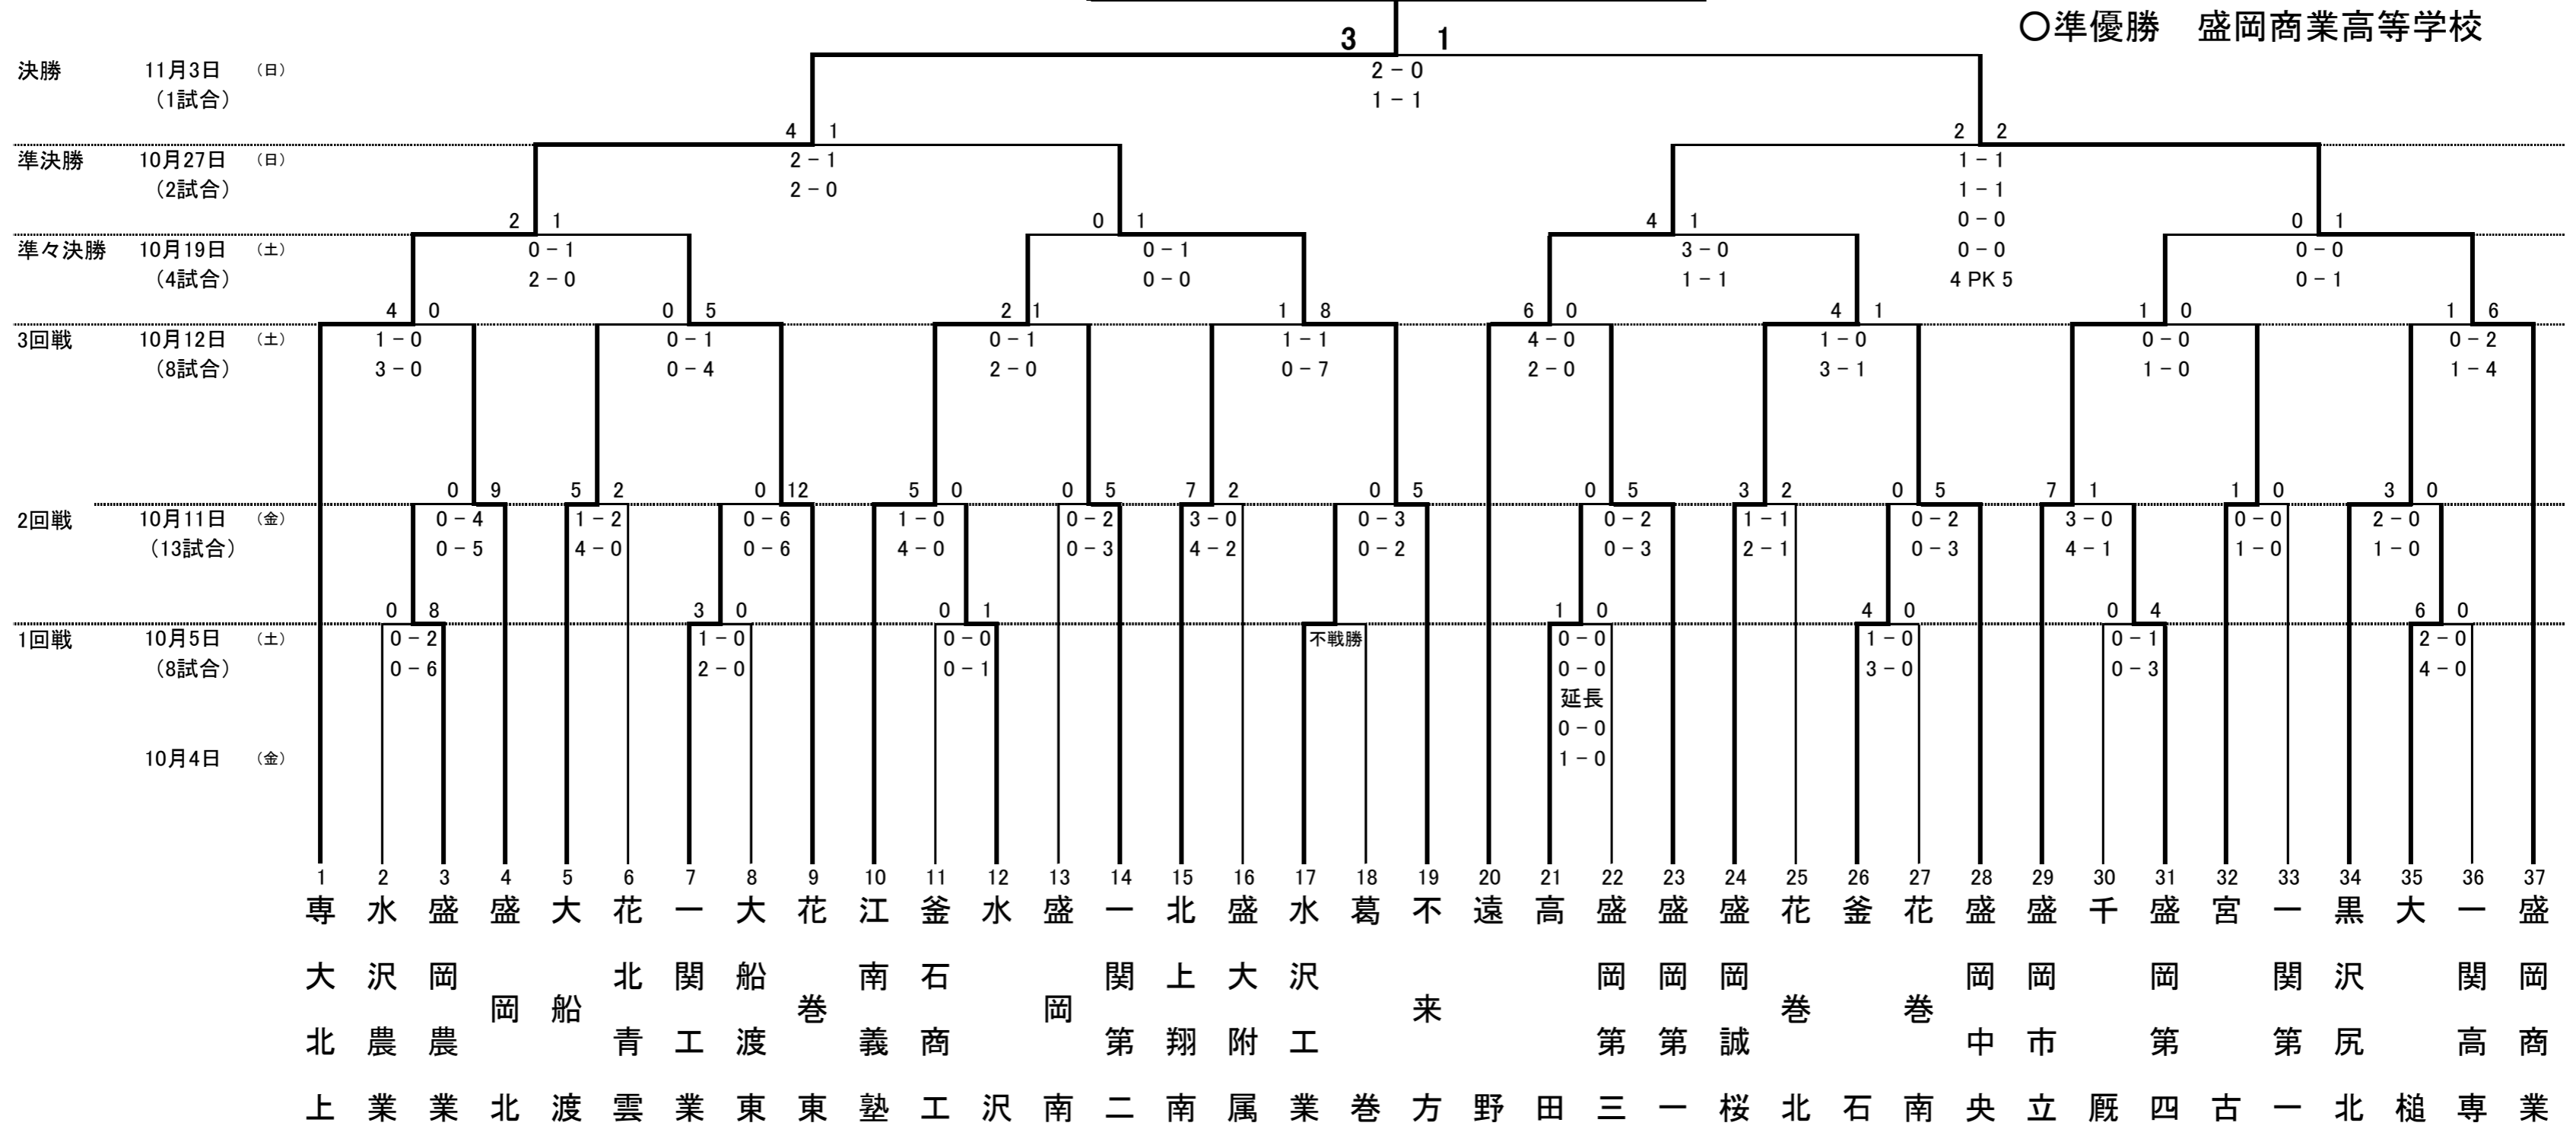 ○準優勝　盛岡商業高等学校
3 1
決勝 11月3日 （日） 2 − 0
（1試合） 1 − 1
4 1 2 2
準決勝 10月27日 （日） 2 − 1 1 − 1
（2試合） 2 − 0 1 − 1
2 1 0 1 4 1 0 − 0 0 1
準々決勝 10月19日 （土） 0 − 1 0 − 1 3 − 0 0 − 0 0 − 0
（4試合） 2 − 0 0 − 0 1 − 1 4 PK 5 0 − 1
4 0 0 5 2 1 1 8 6 0 4 1 1 0 1 6
3回戦 10月12日 （土） 1 − 0 0 − 1 0 − 1 1 − 1 4 − 0 1 − 0 0 − 0 0 − 2
（8試合） 3 − 0 0 − 4 2 − 0 0 − 7 2 − 0 3 − 1 1 − 0 1 − 4
0 9 5 2 0 12 5 0 0 5 7 2 0 5 0 5 3 2 0 5 7 1 1 0 3 0
2回戦 10月11日 （金） 0 − 4 1 − 2 0 − 6 1 − 0 0 − 2 3 − 0 0 − 3 0 − 2 1 − 1 0 − 2 3 − 0 0 − 0 2 − 0
（13試合） 0 − 5 4 − 0 0 − 6 4 − 0 0 − 3 4 − 2 0 − 2 0 − 3 2 − 1 0 − 3 4 − 1 1 − 0 1 − 0
0 8 3 0 0 1 1 0 4 0 0 4 6 0
1回戦 10月5日 （土） 0 − 2 1 − 0 0 − 0 不戦勝 0 − 0 1 − 0 0 − 1 2 − 0
（8試合） 0 − 6 2 − 0 0 − 1 0 − 0 3 − 0 0 − 3 4 − 0
延長
0 − 0
10月4日 （金） 1 − 0
1 2 3 4 5 6 7 8 9 10 11 12 13 14 15 16 17 18 19 20 21 22 23 24 25 26 27 28 29 30 31 32 33 34 35 36 37
専大北上
水沢農業
盛岡農業
盛岡北
大船渡
花北青雲
一関工業
大船渡東
花巻東
江南義塾
釜石商工
水沢
盛岡南
一関第二
北上翔南
盛大附属
水沢工業
葛巻
不来方
遠野
高田
盛岡第三
盛岡第一
盛岡誠桜
花巻北
釜石
花巻南
盛岡中央
盛岡市立
千厩
盛岡第四
宮古
一関第一
黒沢尻北
大槌
一関高専
盛岡商業